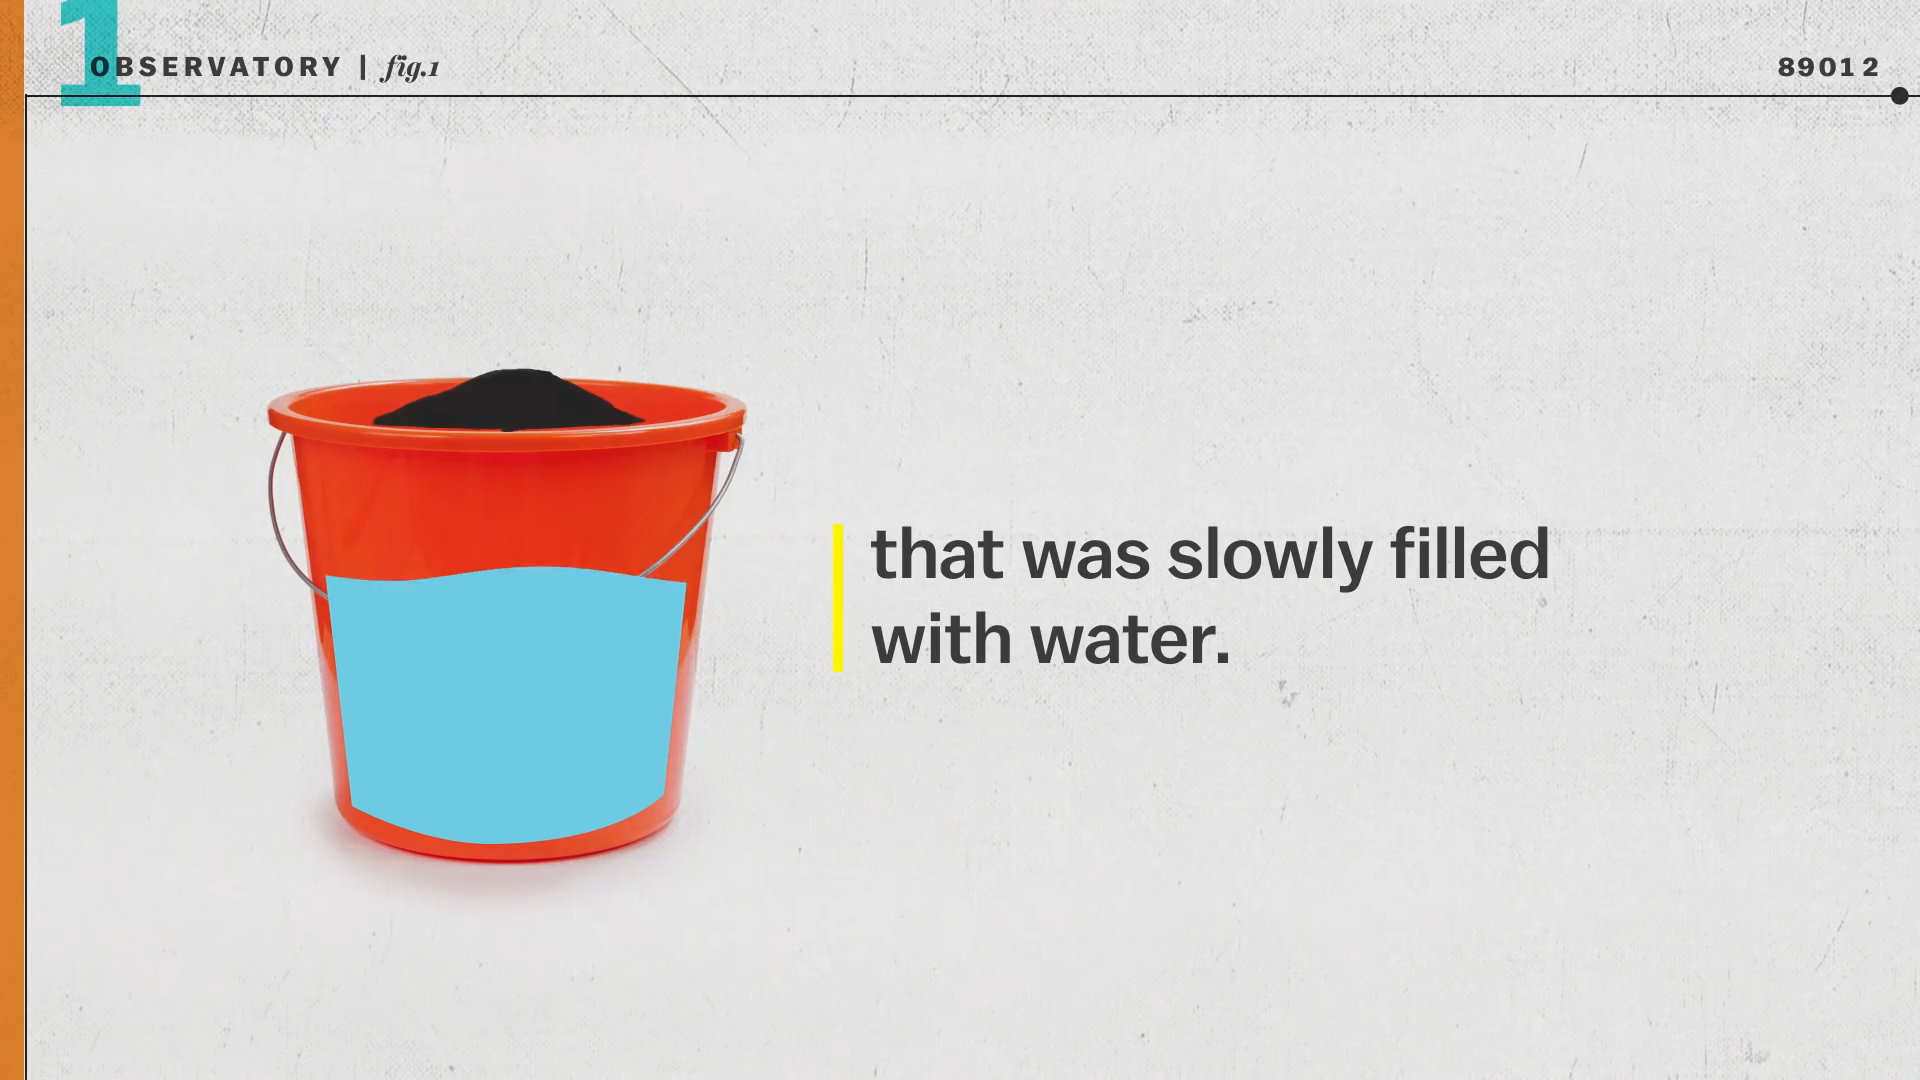 1
OBSERVATORY | fig.1
89012
that was slowly filled
with water.